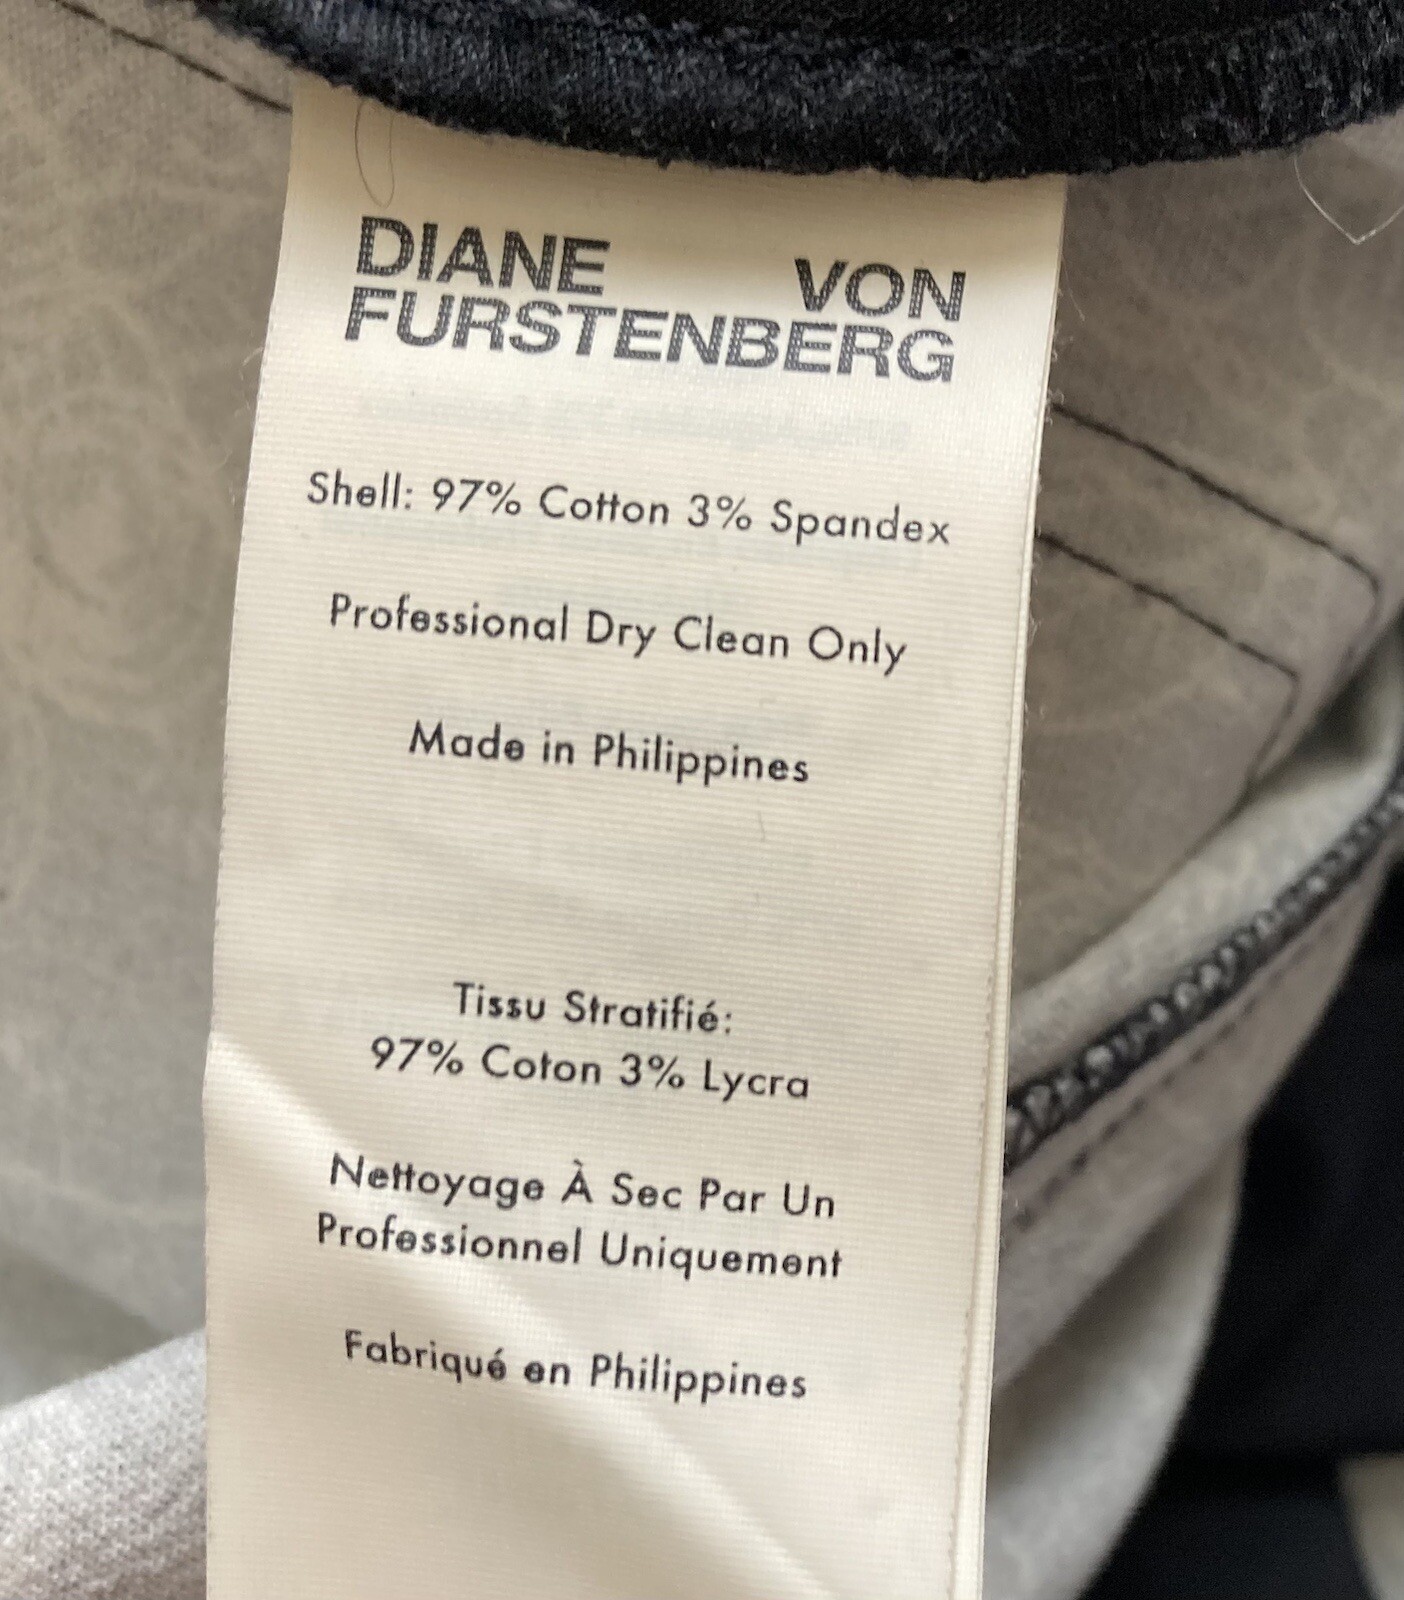 DIANE VON
FURSTENBERG
Shell: 97% Cotton 3% Spandex
Professional Dry Clean Only
Made in Philippines
Tissu Stratifié:
97% Coton 3% Lycra
Nettoyage À Sec Par Un
Professionnel Uniquement
Fabriqué en Philippines